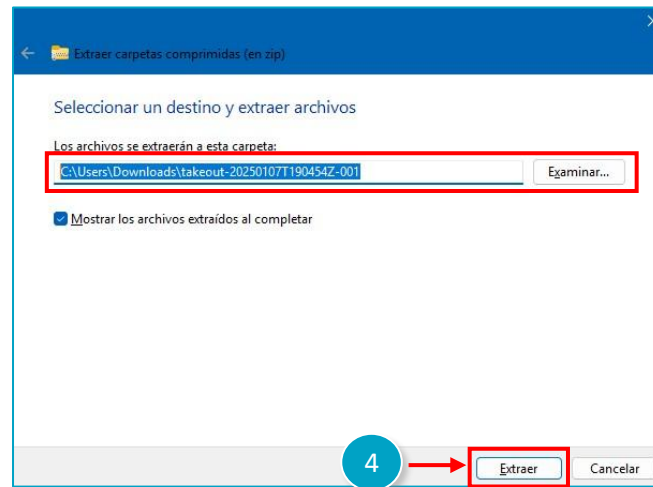 Extraer carpetas comprimidas (en zip)
Seleccionar un destino y extraer archivos
Los archivos se extraerán a esta carpeta:
C:\Users\Downloads\takeout-20250107T190454Z-001
Examinar...
Mostrar los archivos extraídos al completar
4
Extraer
Cancelar